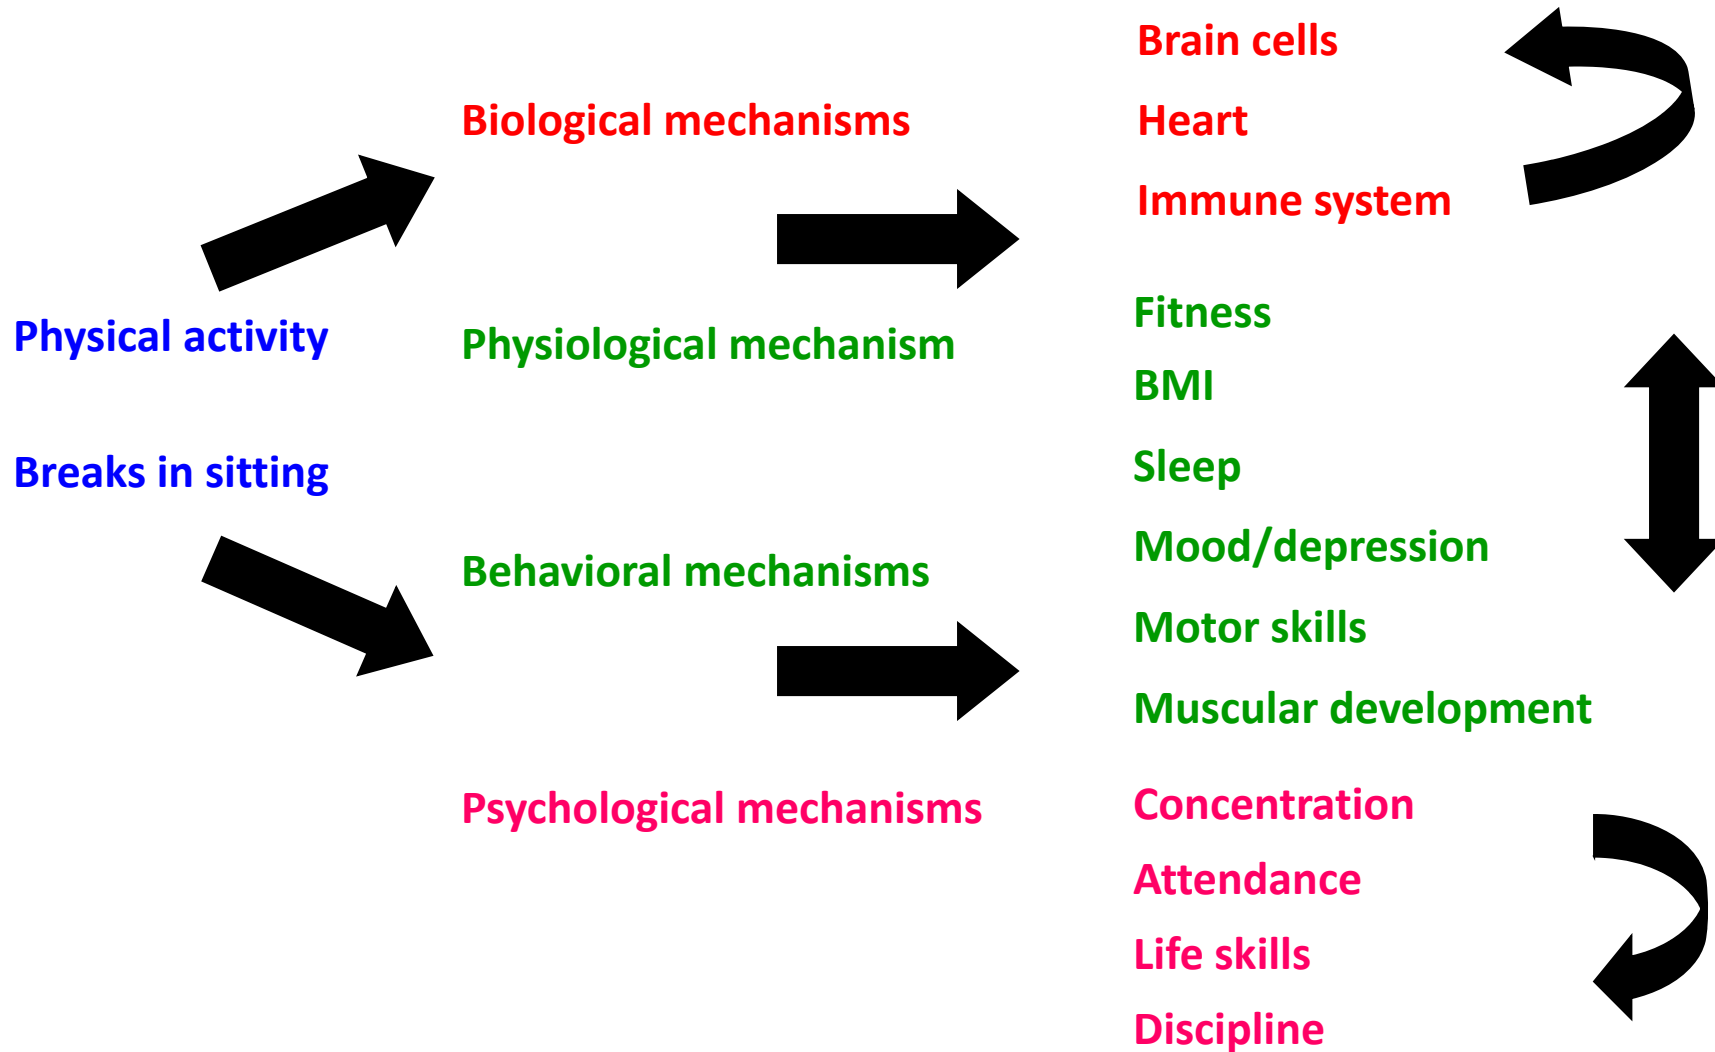 Physical activity
Breaks in sitting
Biological mechanisms
Physiological mechanism
Behavioral mechanisms
Psychological mechanisms
Brain cells
Heart
Immune system
Fitness
BMI
Sleep
Mood/depression
Motor skills
Muscular development
Concentration
Attendance
Life skills
Discipline